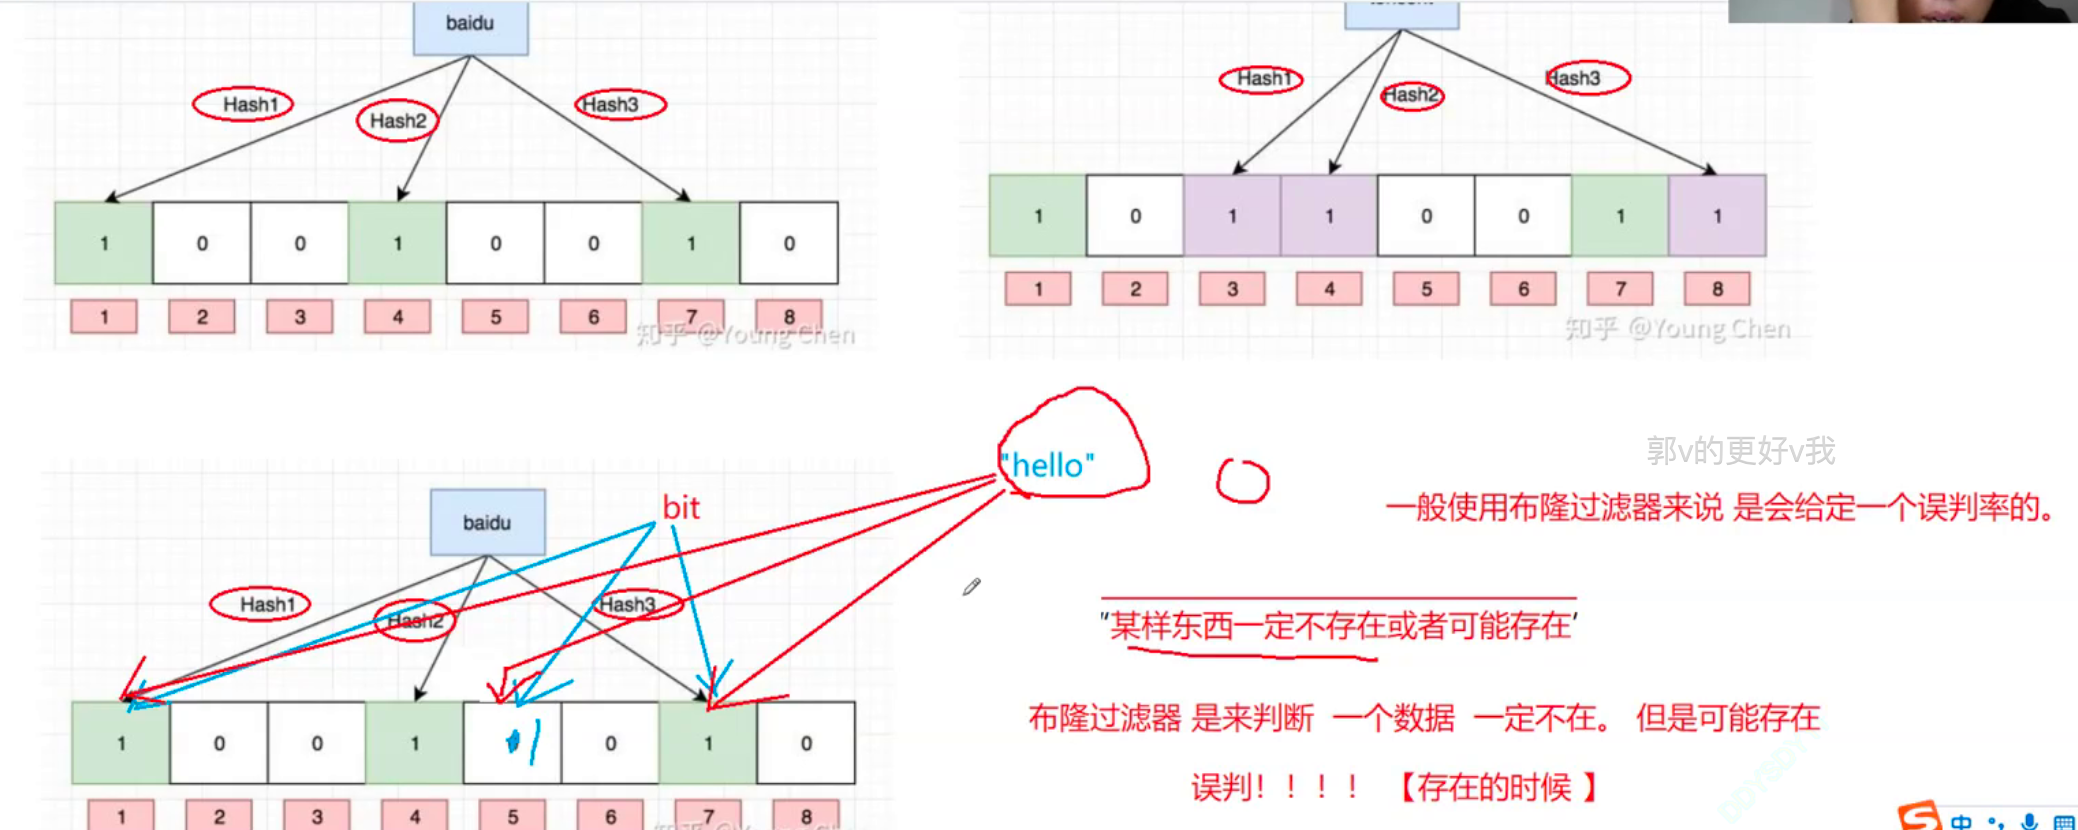 baidu
Hash1
Hash2
Hash3
1 0 0 1 0 0 1 0
1 2 3 4 5 6 7 8
知乎 @Young Chen
Hash1
Hash2
Hash3
1 0 1 1 0 0 1 1
1 2 3 4 5 6 7 8
知乎 @Young Chen
"hello"
郭v的更好v我
一般使用布隆过滤器来说 是会给定一个误判率的。
baidu
bit
Hash1
Hash2
Hash3
"某样东西一定不存在或者可能存在"
布隆过滤器 是来判断 一个数据 一定不在。 但是可能存在
1 0 0 1 1 0 1 0
误判！！！！ 【存在的时候 】
1 2 3 4 5 6 7 8
中